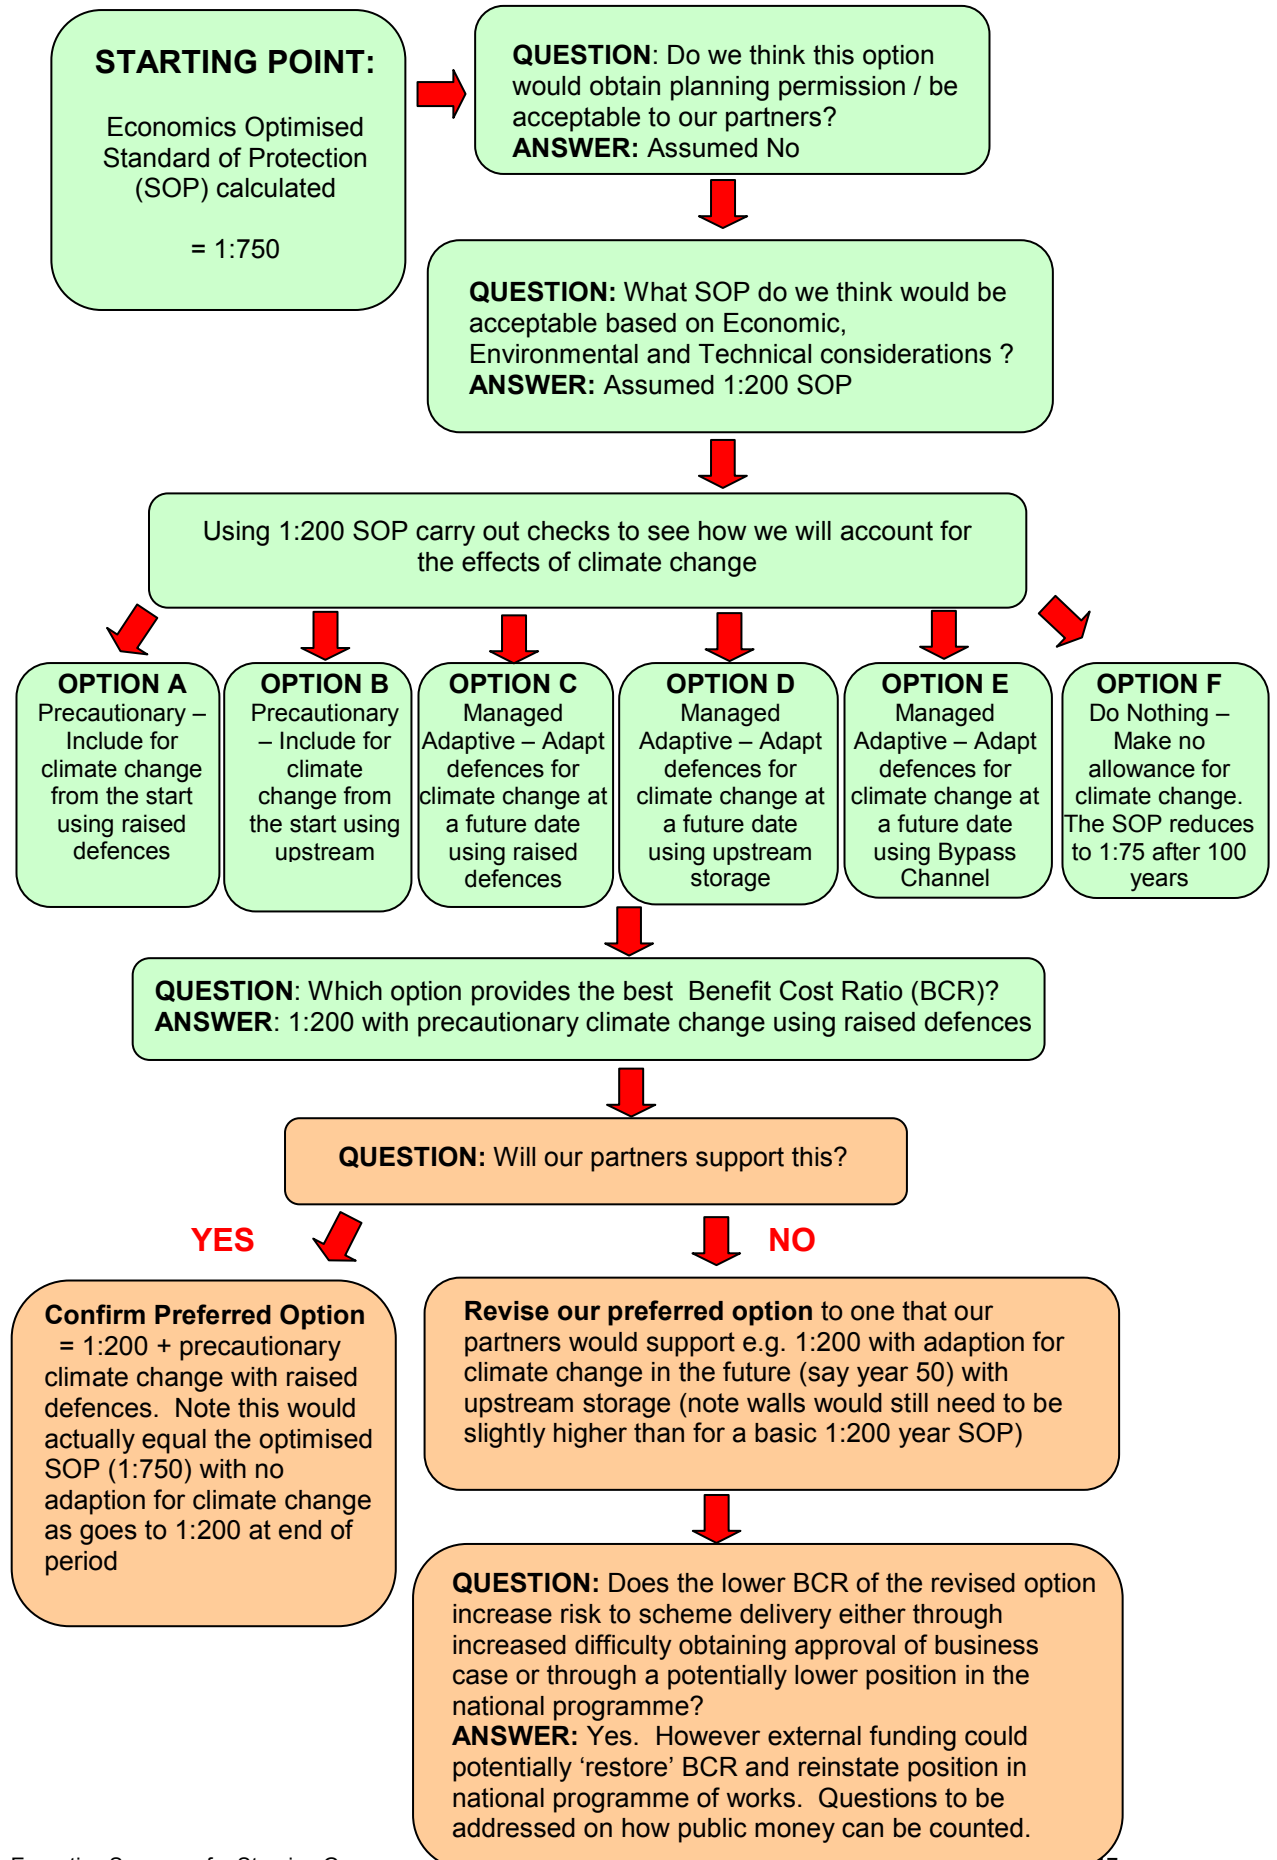 STARTING POINT:
Economics Optimised
Standard of Protection
(SOP) calculated
= 1:750
QUESTION: Do we think this option
would obtain planning permission / be
acceptable to our partners?
ANSWER: Assumed No
QUESTION: What SOP do we think would be
acceptable based on Economic,
Environmental and Technical considerations ?
ANSWER: Assumed 1:200 SOP
Using 1:200 SOP carry out checks to see how we will account for
the effects of climate change
OPTION A
Precautionary –
Include for
climate change
from the start
using raised
defences
OPTION B
Precautionary
– Include for
climate
change from
the start using
upstream
OPTION C
Managed
Adaptive – Adapt
defences for
climate change at
a future date
using raised
defences
OPTION D
Managed
Adaptive – Adapt
defences for
climate change at
a future date
using upstream
storage
OPTION E
Managed
Adaptive – Adapt
defences for
climate change at
a future date
using Bypass
Channel
OPTION F
Do Nothing –
Make no
allowance for
climate change.
The SOP reduces
to 1:75 after 100
years
QUESTION: Which option provides the best Benefit Cost Ratio (BCR)?
ANSWER: 1:200 with precautionary climate change using raised defences
QUESTION: Will our partners support this?
YES
NO
Confirm Preferred Option
= 1:200 + precautionary
climate change with raised
defences. Note this would
actually equal the optimised
SOP (1:750) with no
adaption for climate change
as goes to 1:200 at end of
period
Revise our preferred option to one that our
partners would support e.g. 1:200 with adaption for
climate change in the future (say year 50) with
upstream storage (note walls would still need to be
slightly higher than for a basic 1:200 year SOP)
QUESTION: Does the lower BCR of the revised option
increase risk to scheme delivery either through
increased difficulty obtaining approval of business
case or through a potentially lower position in the
national programme?
ANSWER: Yes. However external funding could
potentially ‘restore’ BCR and reinstate position in
national programme of works. Questions to be
addressed on how public money can be counted.